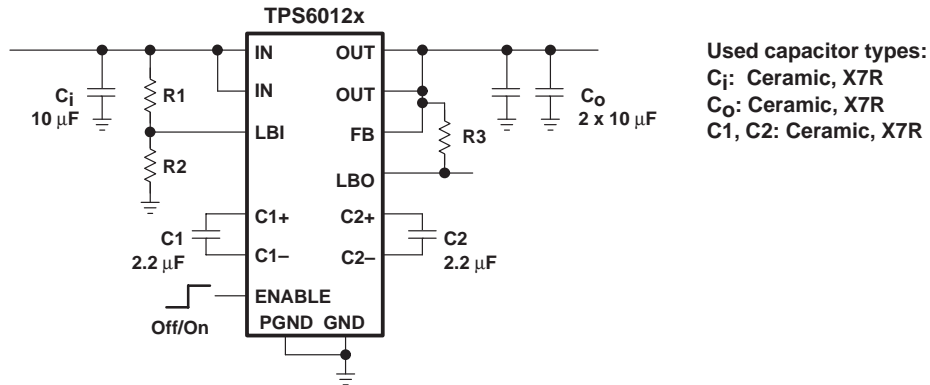 TPS6012x
IN
OUT
IN
OUT
LBI
FB
LBO
C1+
C2+
C1–
C2–
ENABLE
PGND GND
Ci
10 μF
R1
R2
R3
Co
2 x 10 μF
C1
2.2 μF
C2
2.2 μF
Off/On
Used capacitor types:
Ci: Ceramic, X7R
Co: Ceramic, X7R
C1, C2: Ceramic, X7R